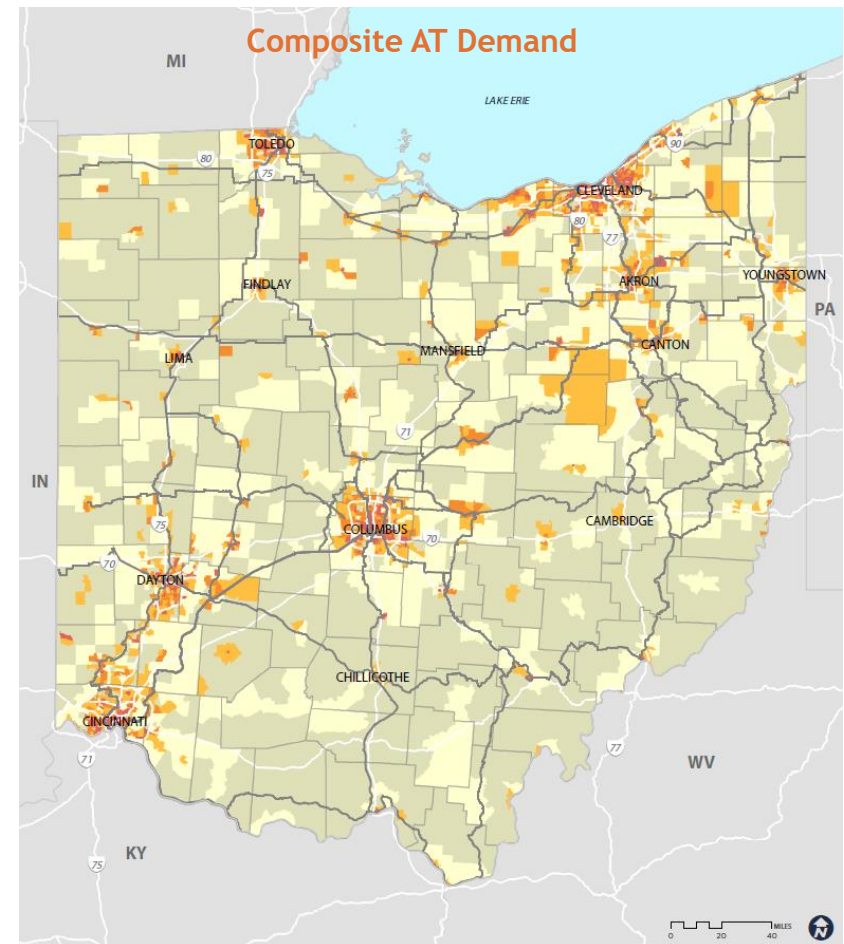 Composite AT Demand
MI
LAKE ERIE
TOLEDO
80
75
90
CLEVELAND
80
77
FINDLAY
AKRON
YOUNGSTOWN
PA
LIMA
MANSFIELD
CANTON
71
IN
75
COLUMBUS
70
CAMBRIDGE
70
DAYTON
CHILLICOTHE
CINCINNATI
71
77
WV
KY
75
MILES
0 20 40
N